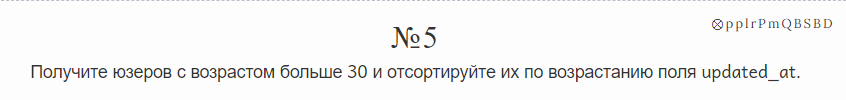 ⊗pplrPmQBSBD
№5
Получите юзеров с возрастом больше 30 и отсортируйте их по возрастанию поля updated_at.